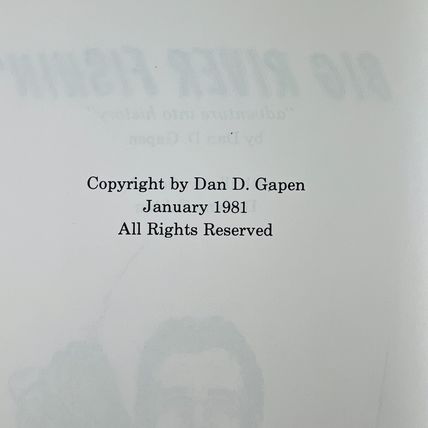 BIG RIVER FISHIN'
"adventure into history"
by Dan D. Gapen
Copyright by Dan D. Gapen
January 1981
All Rights Reserved